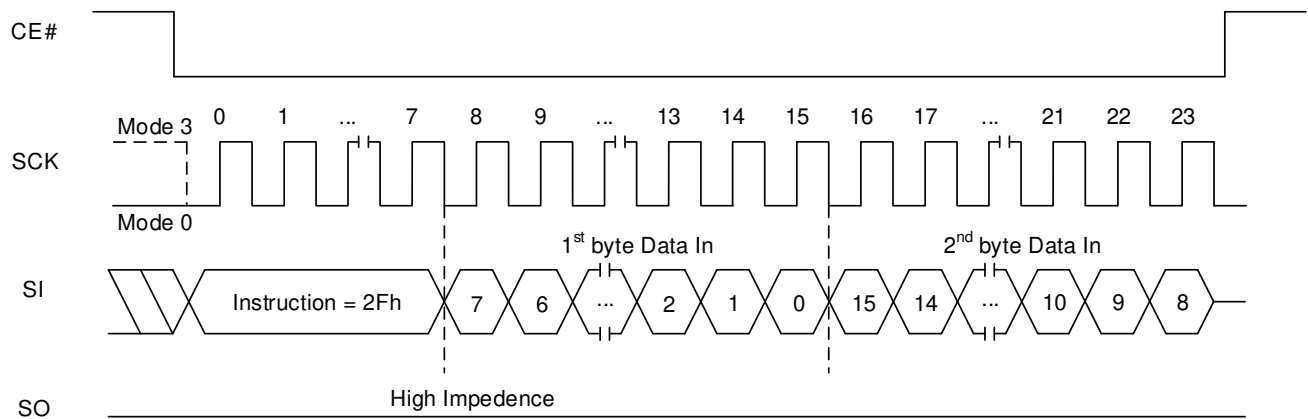 CE#
0 1 ... 7 8 9 ... 13 14 15 16 17 ... 21 22 23
Mode 3
SCK
Mode 0
1st byte Data In 2nd byte Data In
SI Instruction = 2Fh 7 6 ... 2 1 0 15 14 ... 10 9 8
High Impedence
SO